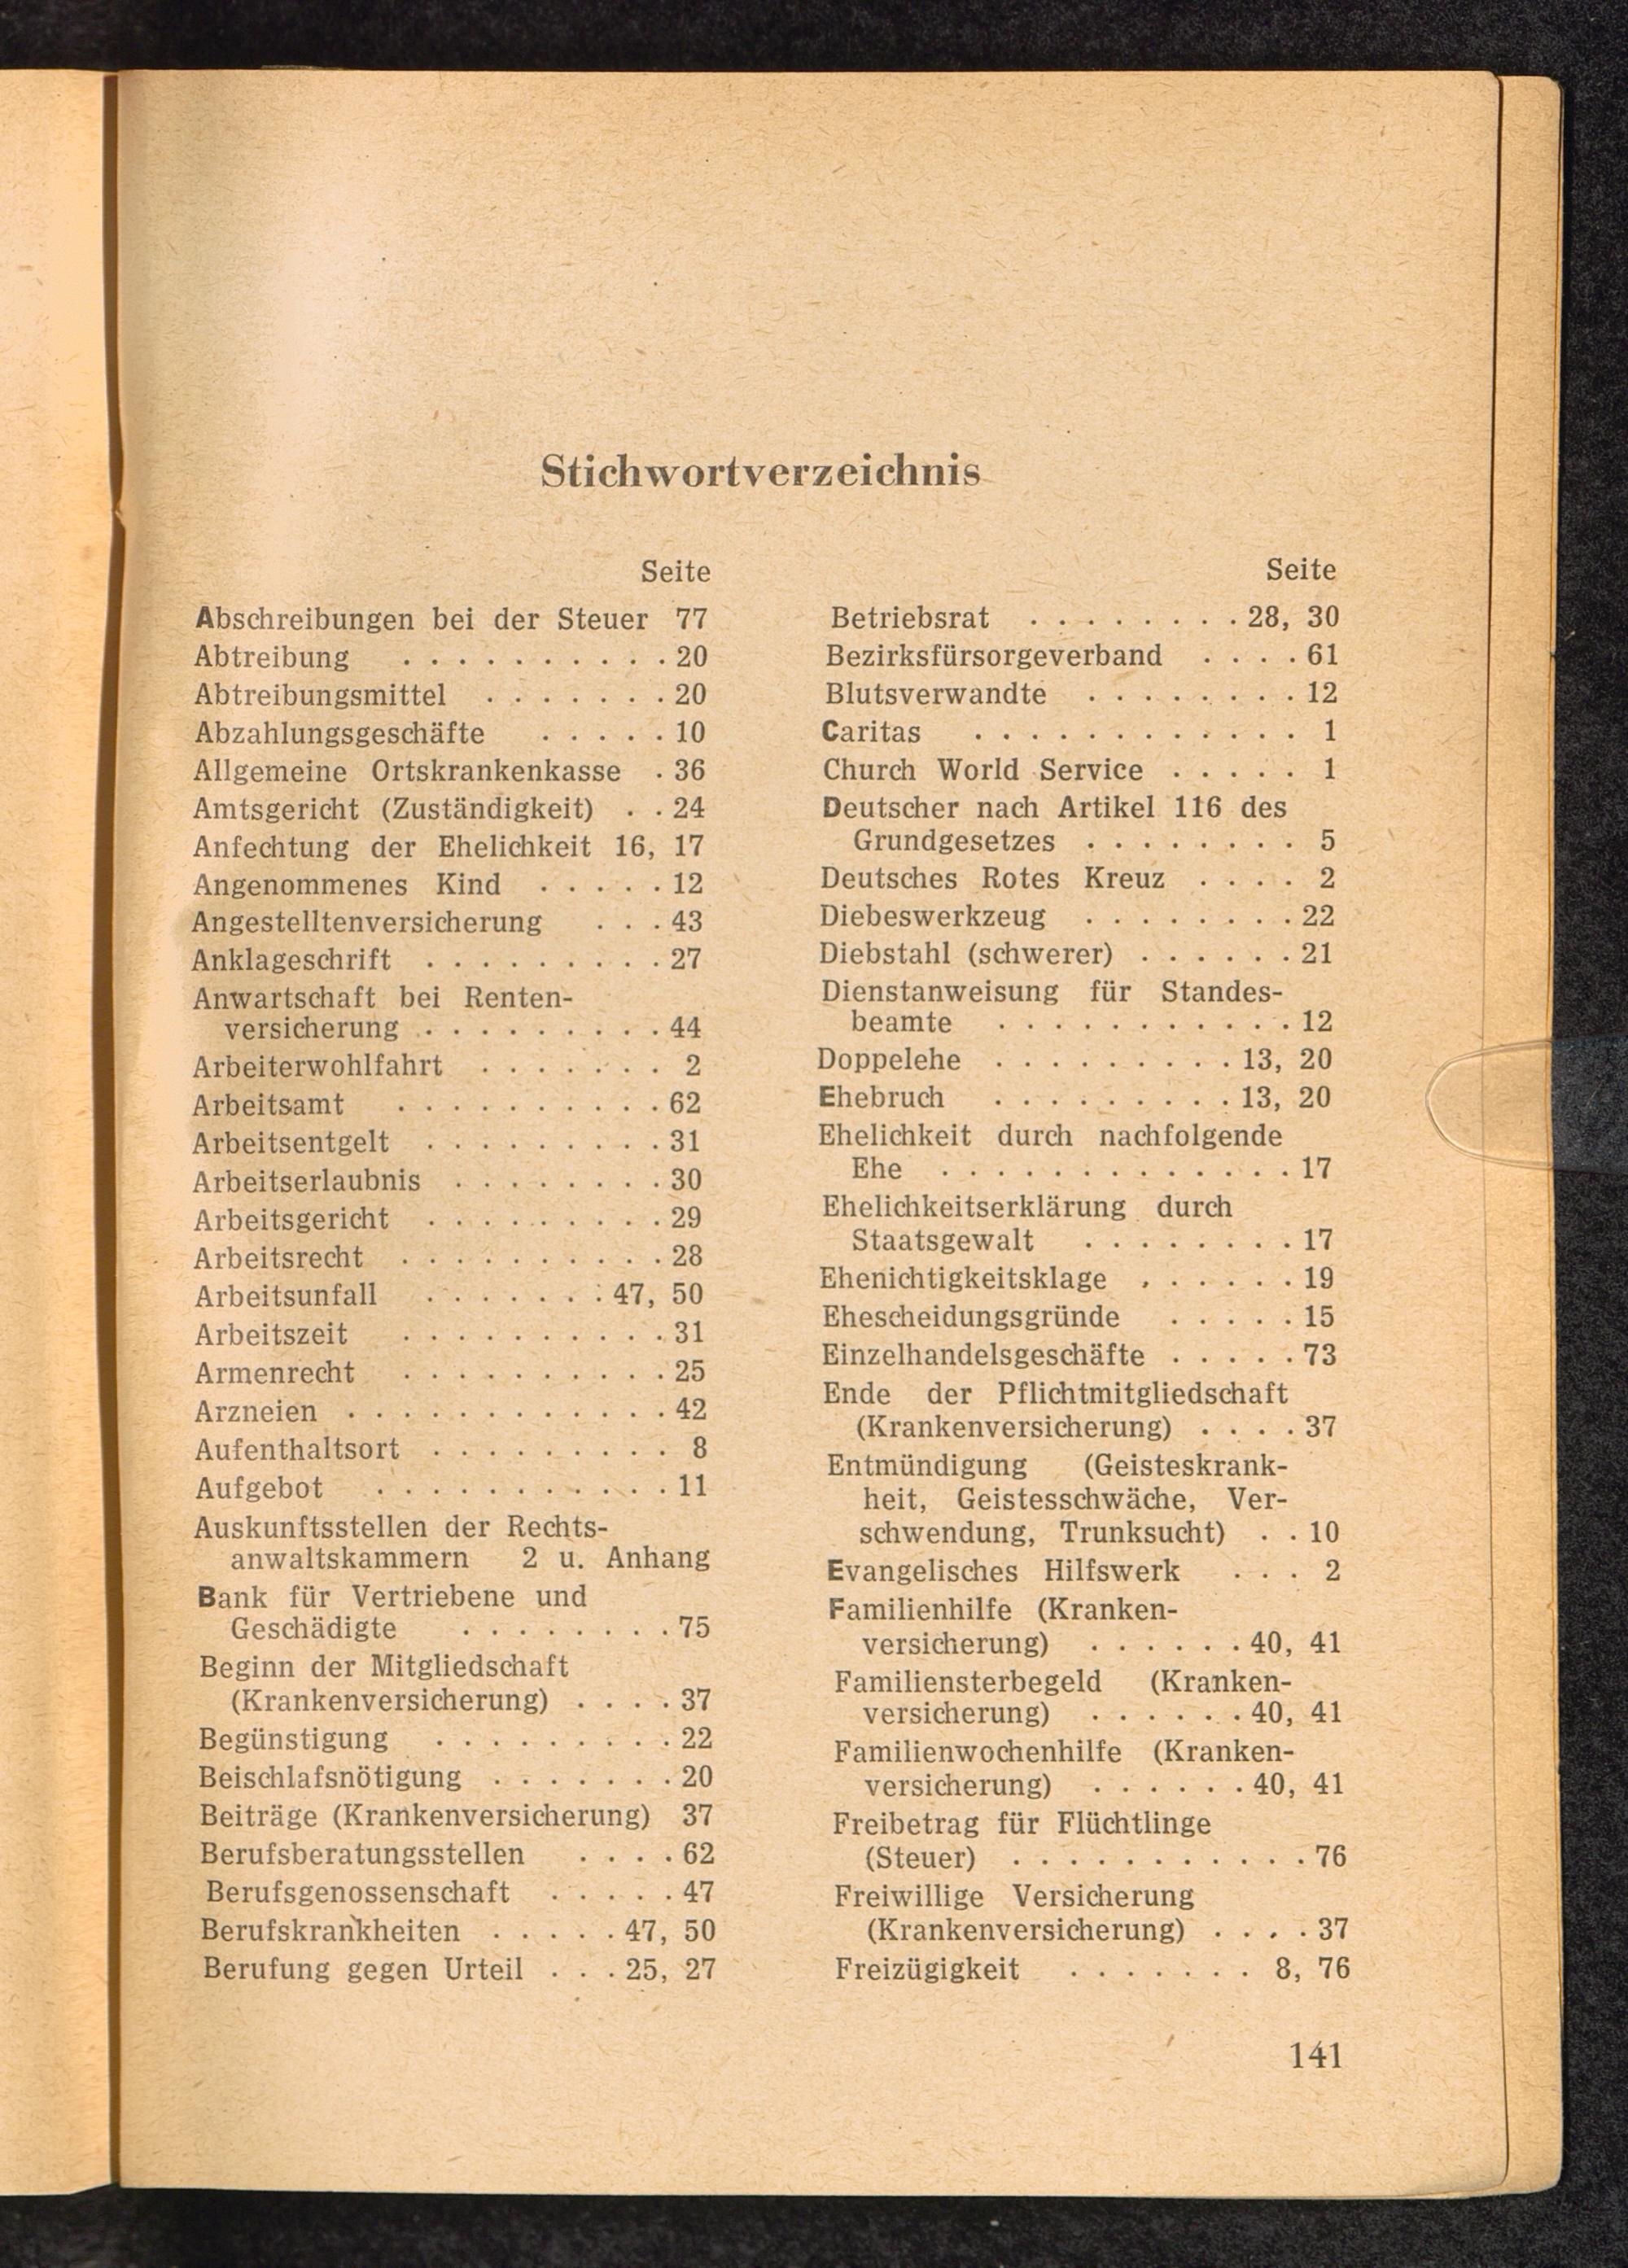 Stichwortverzeichnis
Seite
Abschreibungen bei der Steuer 77
Abtreibung . . . . . . . . . . 20
Abtreibungsmittel . . . . . . . 20
Abzahlungsgeschäfte . . . . . 10
Allgemeine Ortskrankenkasse . 36
Amtsgericht (Zuständigkeit) . . 24
Anfechtung der Ehelichkeit 16, 17
Angenommenes Kind . . . . . 12
Angestelltenversicherung . . . 43
Anklageschrift . . . . . . . . . 27
Anwartschaft bei Renten-
versicherung . . . . . . . . . 44
Arbeiterwohlfahrt . . . . . . . 2
Arbeitsamt . . . . . . . . . . 62
Arbeitsentgelt . . . . . . . . . 31
Arbeitserlaubnis . . . . . . . . 30
Arbeitsgericht . . . . . . . . . 29
Arbeitsrecht . . . . . . . . . . 28
Arbeitsunfall . . . . . . . 47, 50
Arbeitszeit . . . . . . . . . . 31
Armenrecht . . . . . . . . . . 25
Arzneien . . . . . . . . . . . . 42
Aufenthaltsort . . . . . . . . . 8
Aufgebot . . . . . . . . . . . 11
Auskunftsstellen der Rechts-
anwaltskammern 2 u. Anhang
Bank für Vertriebene und
Geschädigte . . . . . . . . 75
Beginn der Mitgliedschaft
(Krankenversicherung) . . . . 37
Begünstigung . . . . . . . . . 22
Beischlafsnötigung . . . . . . . 20
Beiträge (Krankenversicherung) 37
Berufsberatungsstellen . . . . 62
Berufsgenossenschaft . . . . . 47
Berufskrankheiten . . . . . 47, 50
Berufung gegen Urteil . . . 25, 27
Seite
Betriebsrat . . . . . . . . 28, 30
Bezirksfürsorgeverband . . . . 61
Blutsverwandte . . . . . . . . 12
Caritas . . . . . . . . . . . . 1
Church World Service . . . . . 1
Deutscher nach Artikel 116 des
Grundgesetzes . . . . . . . . 5
Deutsches Rotes Kreuz . . . . 2
Diebeswerkzeug . . . . . . . . 22
Diebstahl (schwerer) . . . . . . 21
Dienstanweisung für Standes-
beamte . . . . . . . . . . . 12
Doppelehe . . . . . . . . . 13, 20
Ehebruch . . . . . . . . . 13, 20
Ehelichkeit durch nachfolgende
Ehe . . . . . . . . . . . . . 17
Ehelichkeitserklärung durch
Staatsgewalt . . . . . . . . 17
Ehenichtigkeitsklage . . . . . . 19
Ehescheidungsgründe . . . . . 15
Einzelhandelsgeschäfte . . . . . 73
Ende der Pflichtmitgliedschaft
(Krankenversicherung) . . . . 37
Entmündigung (Geisteskrank-
heit, Geistesschwäche, Ver-
schwendung, Trunksucht) . . 10
Evangelisches Hilfswerk . . . 2
Familienhilfe (Kranken-
versicherung) . . . . . . 40, 41
Familiensterbegeld (Kranken-
versicherung) . . . . . . 40, 41
Familienwochenhilfe (Kranken-
versicherung) . . . . . . 40, 41
Freibetrag für Flüchtlinge
(Steuer) . . . . . . . . . . . 76
Freiwillige Versicherung
(Krankenversicherung) . . . . 37
Freizügigkeit . . . . . . . 8, 76
141